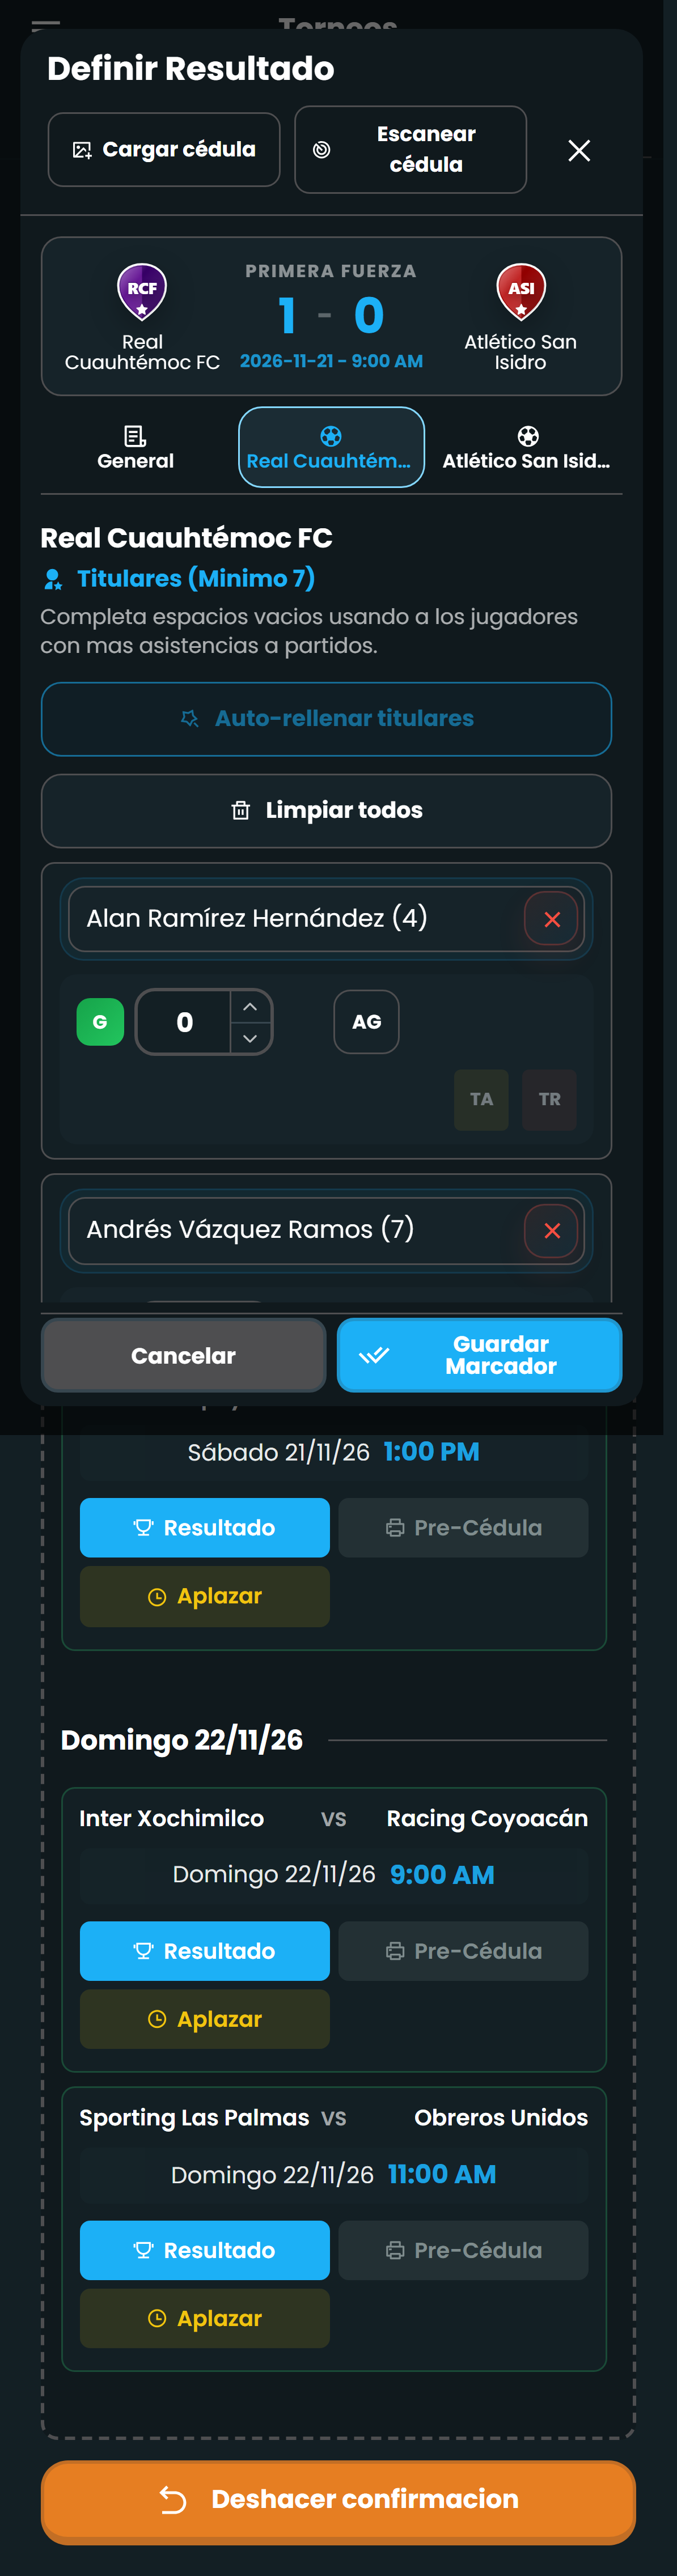 Torneos
Definir Resultado
Cargar cédula
Escanear
cédula
PRIMERA FUERZA
RCF
1 - 0
ASI
Real
Cuauhtémoc FC
2026-11-21 - 9:00 AM
Atlético San
Isidro
General
Real Cuauhtém...
Atlético San Isid...
Real Cuauhtémoc FC
Titulares (Minimo 7)
Completa espacios vacios usando a los jugadores
con mas asistencias a partidos.
Auto-rellenar titulares
Limpiar todos
Alan Ramírez Hernández (4)
G
0
AG
TA
TR
Andrés Vázquez Ramos (7)
Cancelar
Guardar
Marcador
Sábado 21/11/26 1:00 PM
Resultado
Pre-Cédula
Aplazar
Domingo 22/11/26
Inter Xochimilco VS Racing Coyoacán
Domingo 22/11/26 9:00 AM
Resultado
Pre-Cédula
Aplazar
Sporting Las Palmas VS Obreros Unidos
Domingo 22/11/26 11:00 AM
Resultado
Pre-Cédula
Aplazar
Deshacer confirmacion